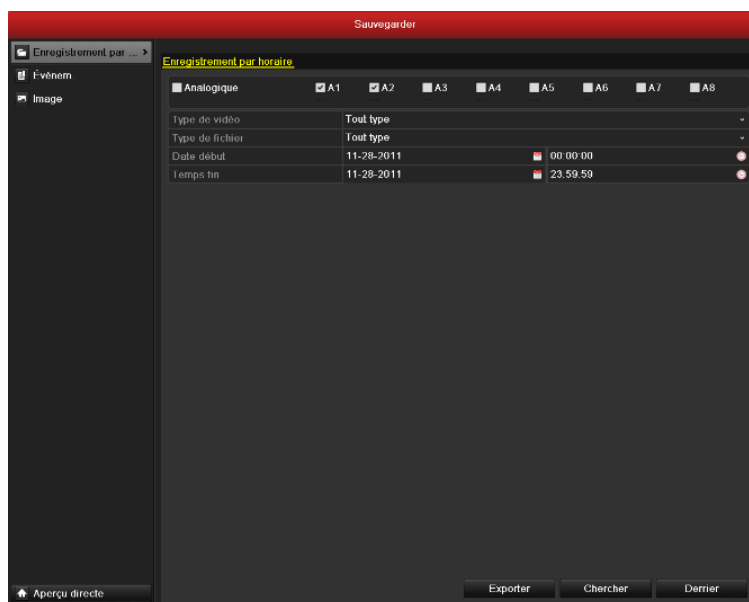 Sauvegarder
Enregistrement par ... >
Évènem
Image
Enregistrement par horaire
Analogique A1 A2 A3 A4 A5 A6 A7 A8
Type de vidéo Tout type
Type de fichier Tout type
Date début 11-28-2011 00:00:00
Temps fin 11-28-2011 23:59:59
Exporter Chercher Derrier
Aperçu directe